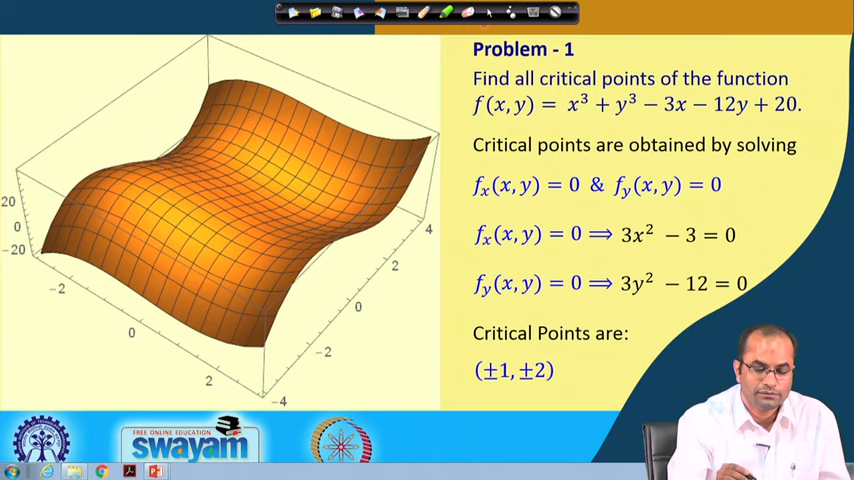 Problem - 1
Find all critical points of the function
f(x, y) = x³ + y³ − 3x − 12y + 20.
Critical points are obtained by solving
fₓ(x, y) = 0 & f_y(x, y) = 0
fₓ(x, y) = 0 ⟹ 3x² − 3 = 0
f_y(x, y) = 0 ⟹ 3y² − 12 = 0
Critical Points are:
(±1, ±2)
20
0
−20
−2
0
2
4
2
0
−2
−4
FREE ONLINE EDUCATION
swayam